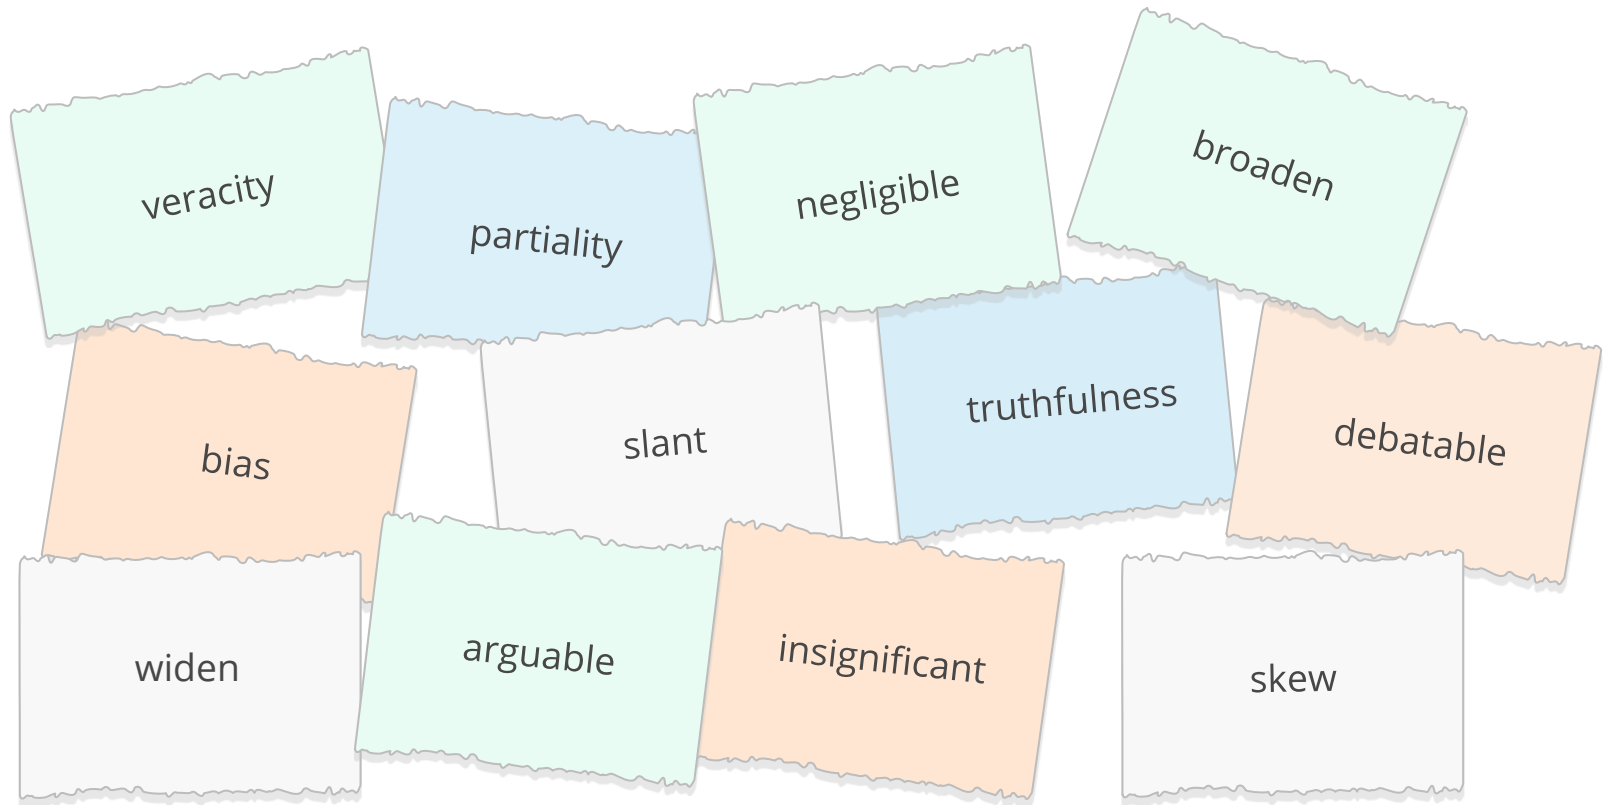 veracity
partiality
negligible
broaden
bias
slant
truthfulness
debatable
widen
arguable
insignificant
skew